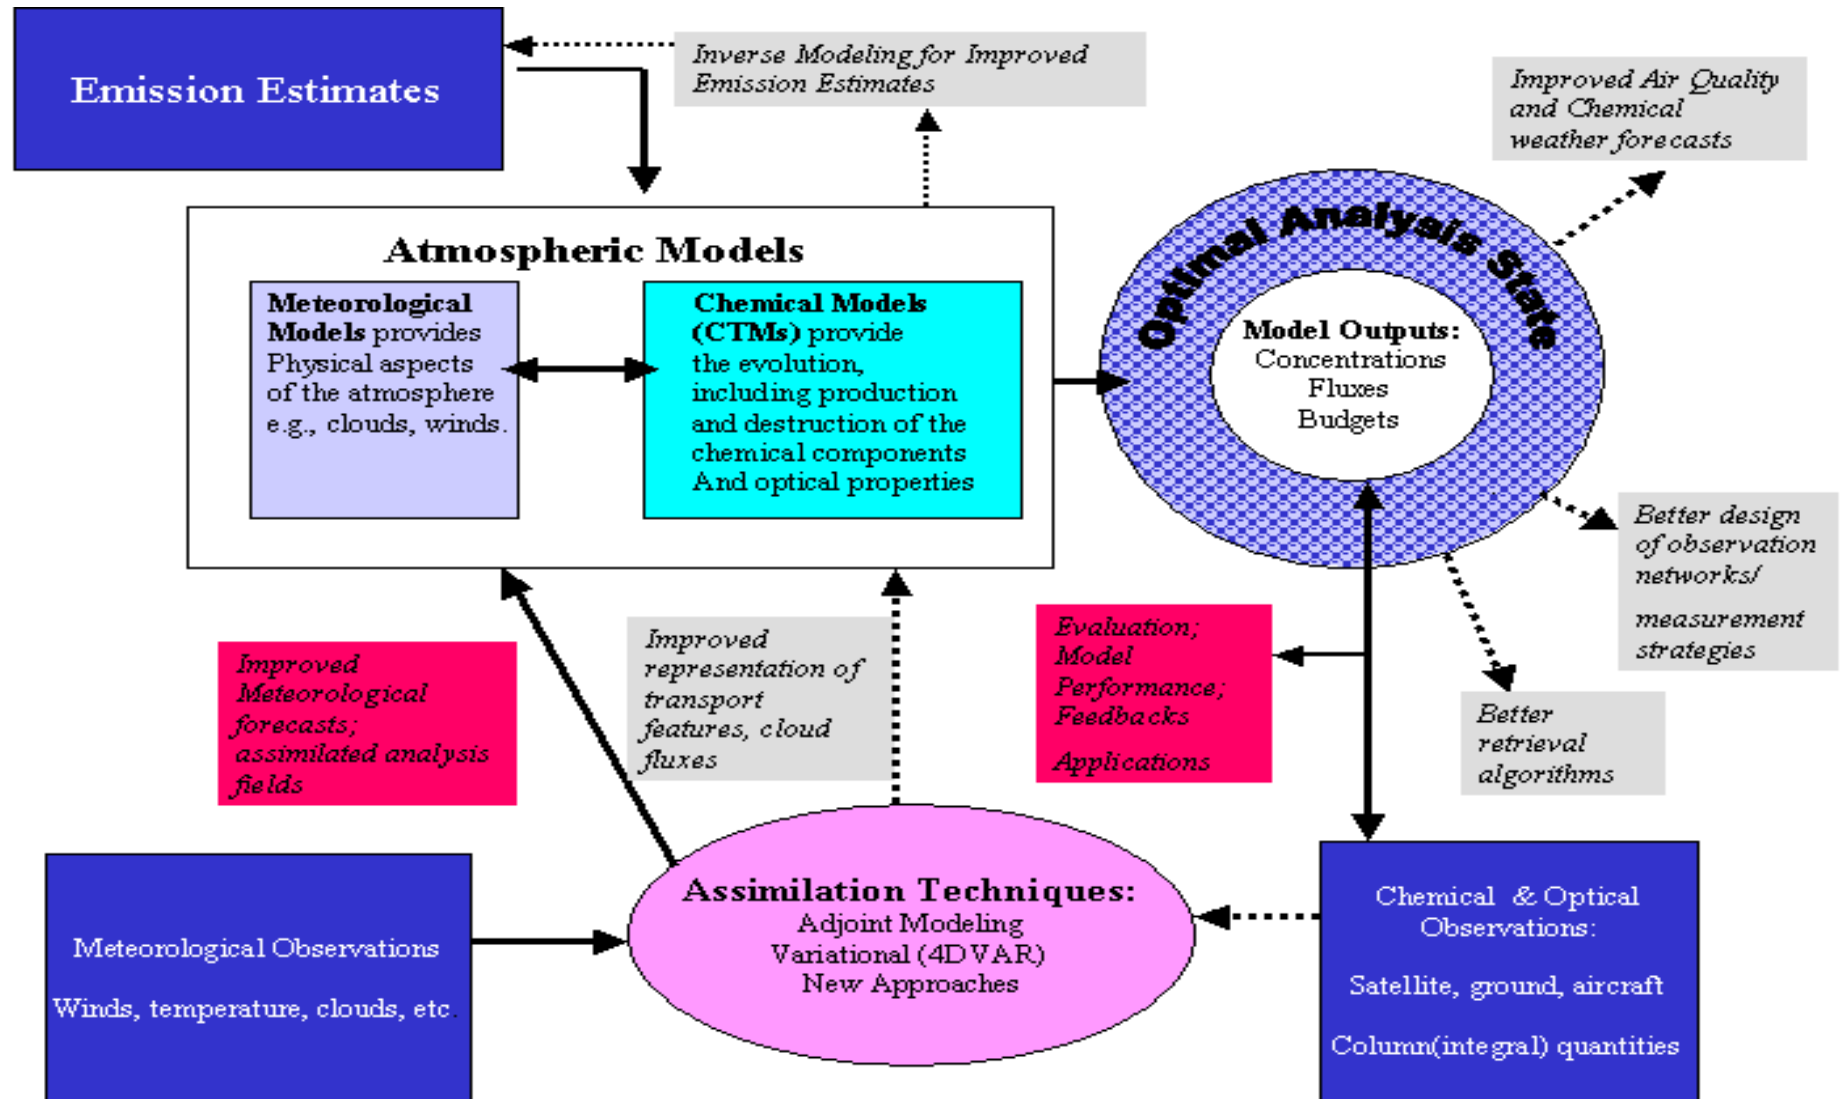 Emission Estimates
Inverse Modeling for Improved
Emission Estimates
Improved Air Quality
and Chemical
weather forecasts
Atmospheric Models
Meteorological
Models provides
Physical aspects
of the atmosphere
e.g., clouds, winds.
Chemical Models
(CTMs) provide
the evolution,
including production
and destruction of the
chemical components
And optical properties
Optimal Analysis State
Model Outputs:
Concentrations
Fluxes
Budgets
Better design
of observation
networks/
measurement
strategies
Improved
Meteorological
forecasts;
assimilated analysis
fields
Improved
representation of
transport
features, cloud
fluxes
Evaluation;
Model
Performance;
Feedbacks
Applications
Better
retrieval
algorithms
Meteorological Observations
Winds, temperature, clouds, etc.
Assimilation Techniques:
Adjoint Modeling
Variational (4DVAR)
New Approaches
Chemical & Optical
Observations:
Satellite, ground, aircraft
Column(integral) quantities